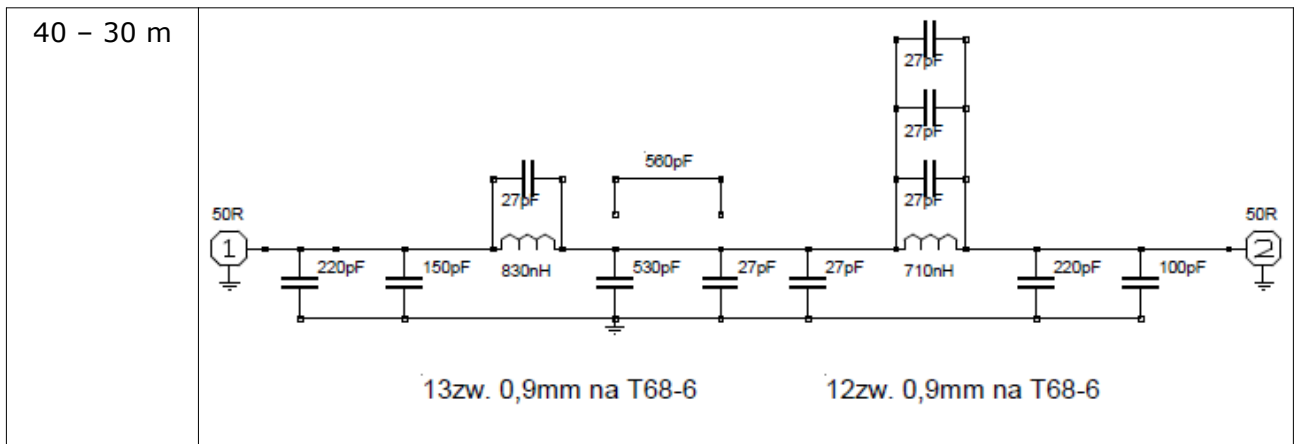 40 – 30 m
27pF
27pF
560pF
27pF
27pF
50R
50R
1
2
220pF
150pF
830nH
530pF
27pF
27pF
710nH
220pF
100pF
13zw. 0,9mm na T68-6
12zw. 0,9mm na T68-6